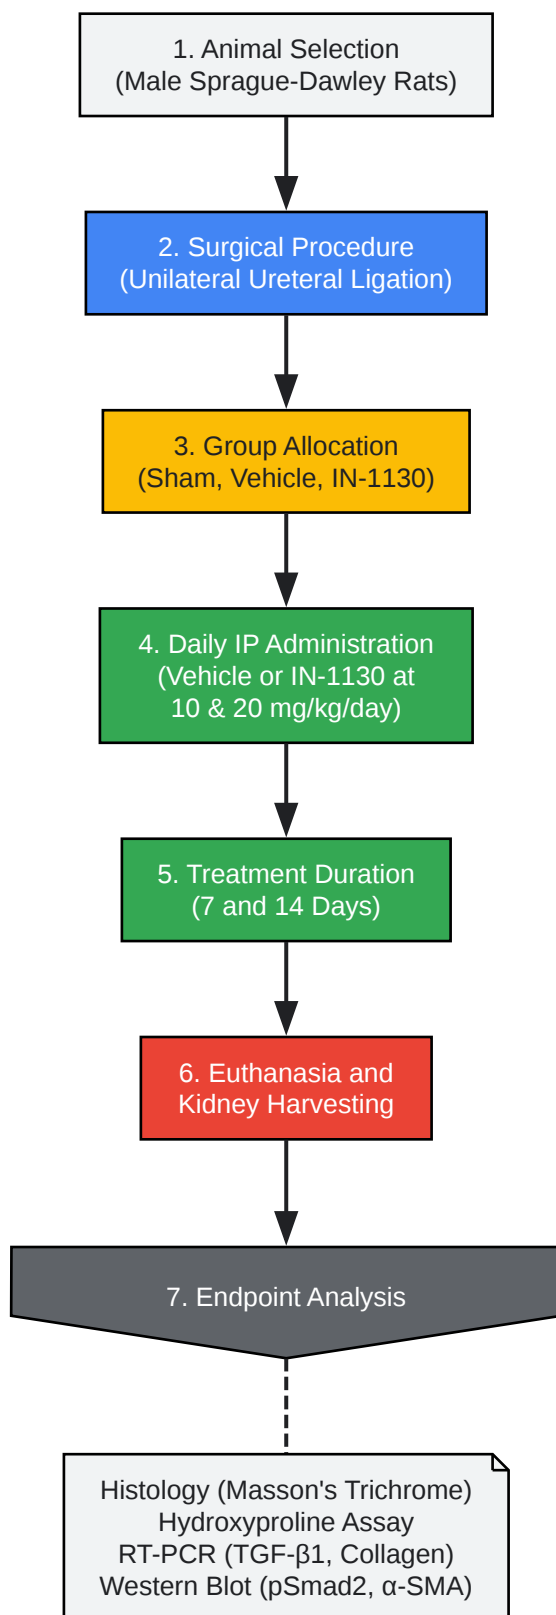 1. Animal Selection
(Male Sprague-Dawley Rats)
2. Surgical Procedure
(Unilateral Ureteral Ligation)
3. Group Allocation
(Sham, Vehicle, IN-1130)
4. Daily IP Administration
(Vehicle or IN-1130 at
10 & 20 mg/kg/day)
5. Treatment Duration
(7 and 14 Days)
6. Euthanasia and
Kidney Harvesting
7. Endpoint Analysis
Histology (Masson's Trichrome)
Hydroxyproline Assay
RT-PCR (TGF-β1, Collagen)
Western Blot (pSmad2, α-SMA)